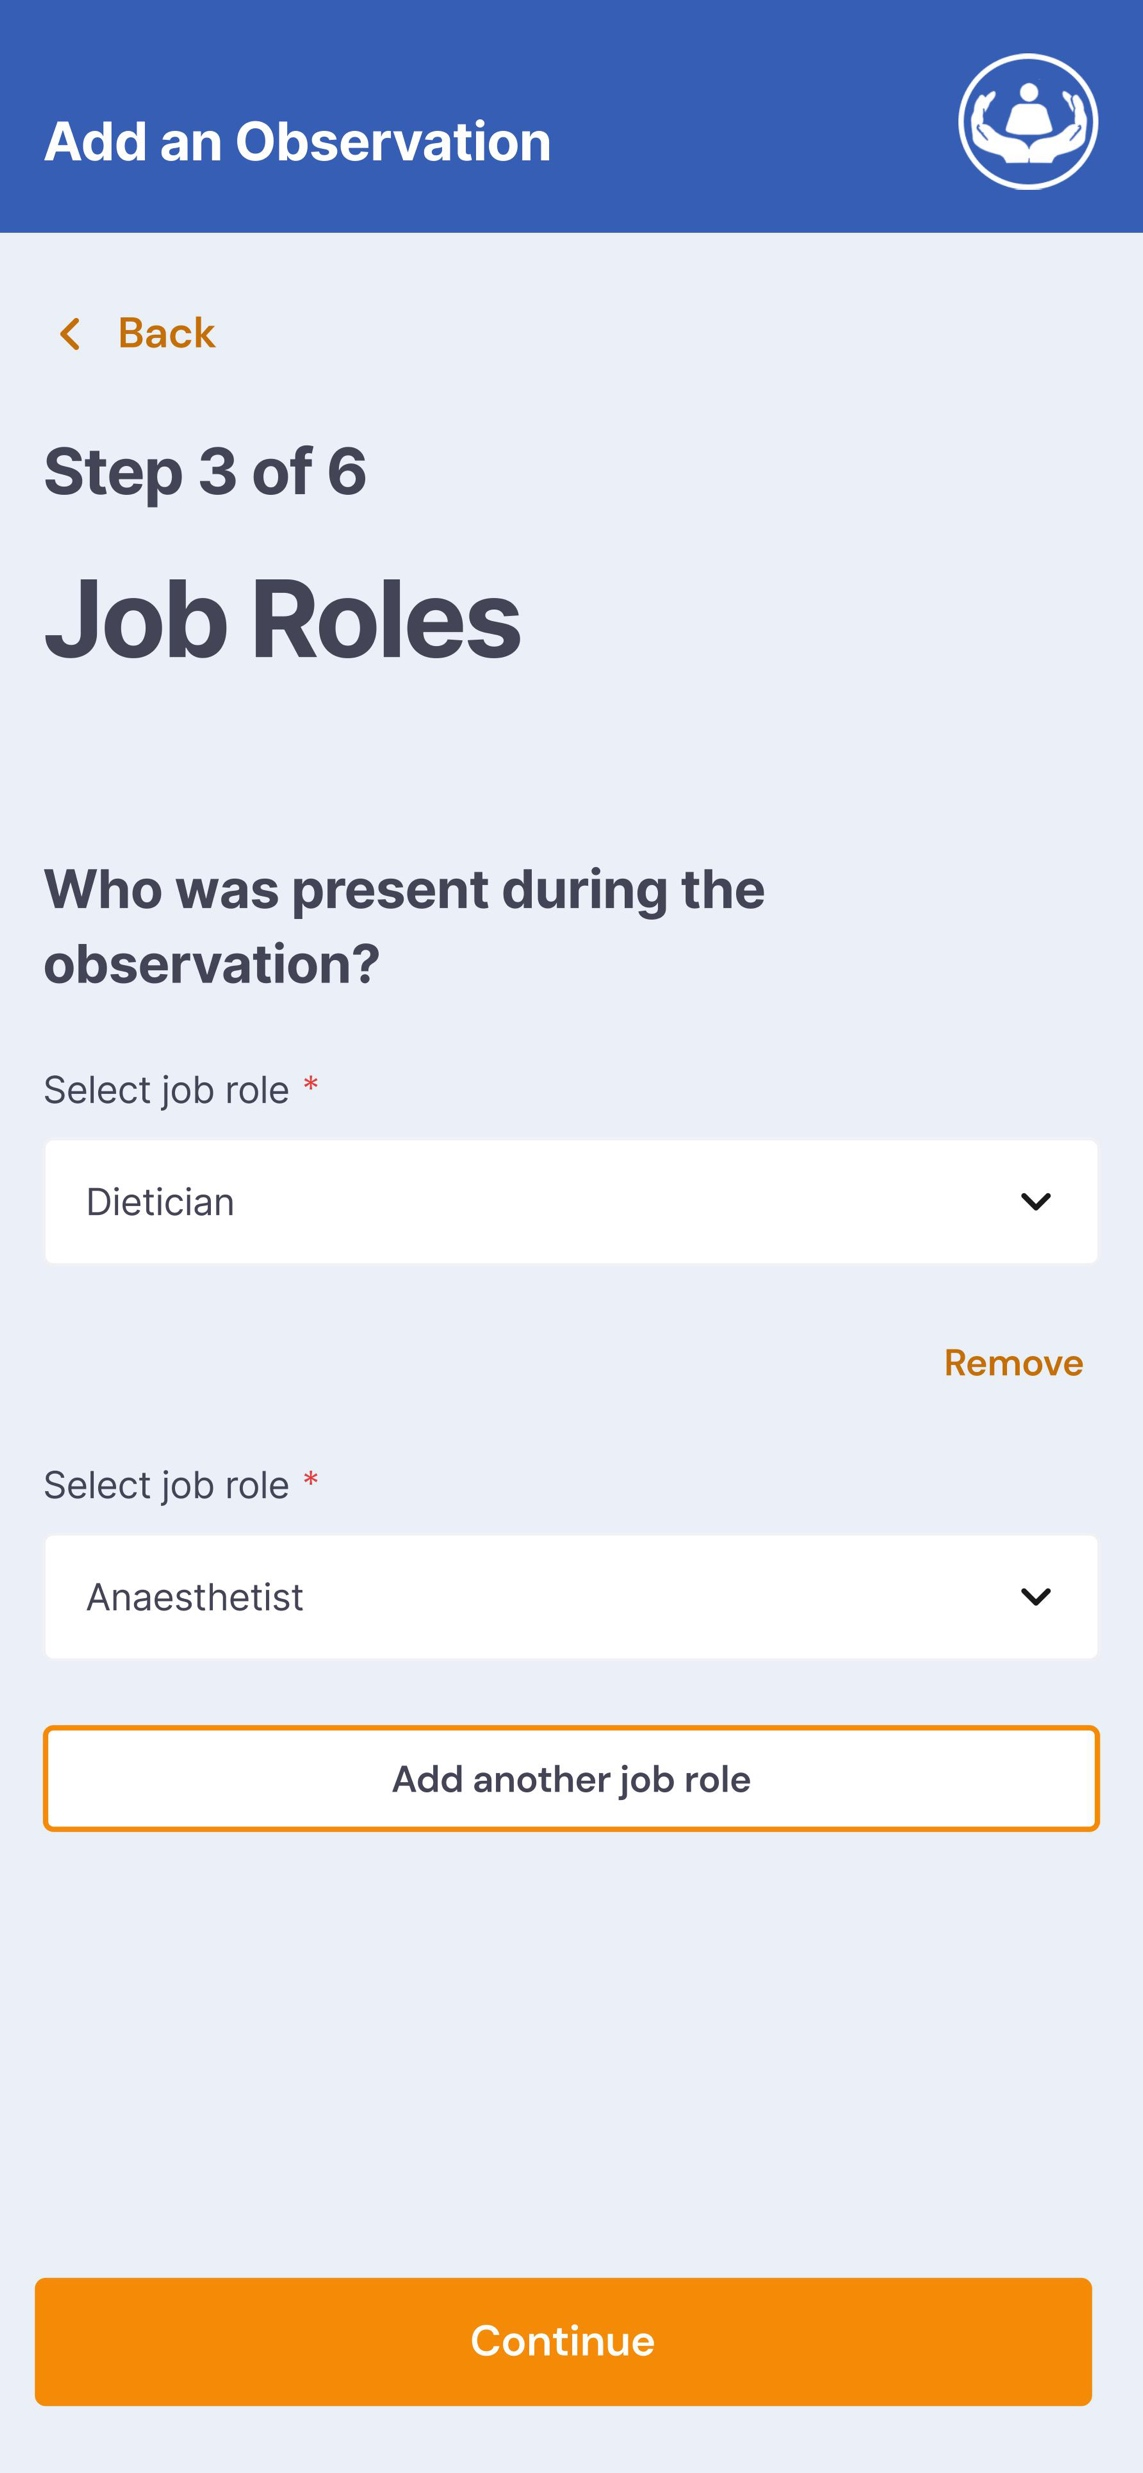 Add an Observation
Back
Step 3 of 6
Job Roles
Who was present during the
observation?
Select job role *
Dietician
Remove
Select job role *
Anaesthetist
Add another job role
Continue